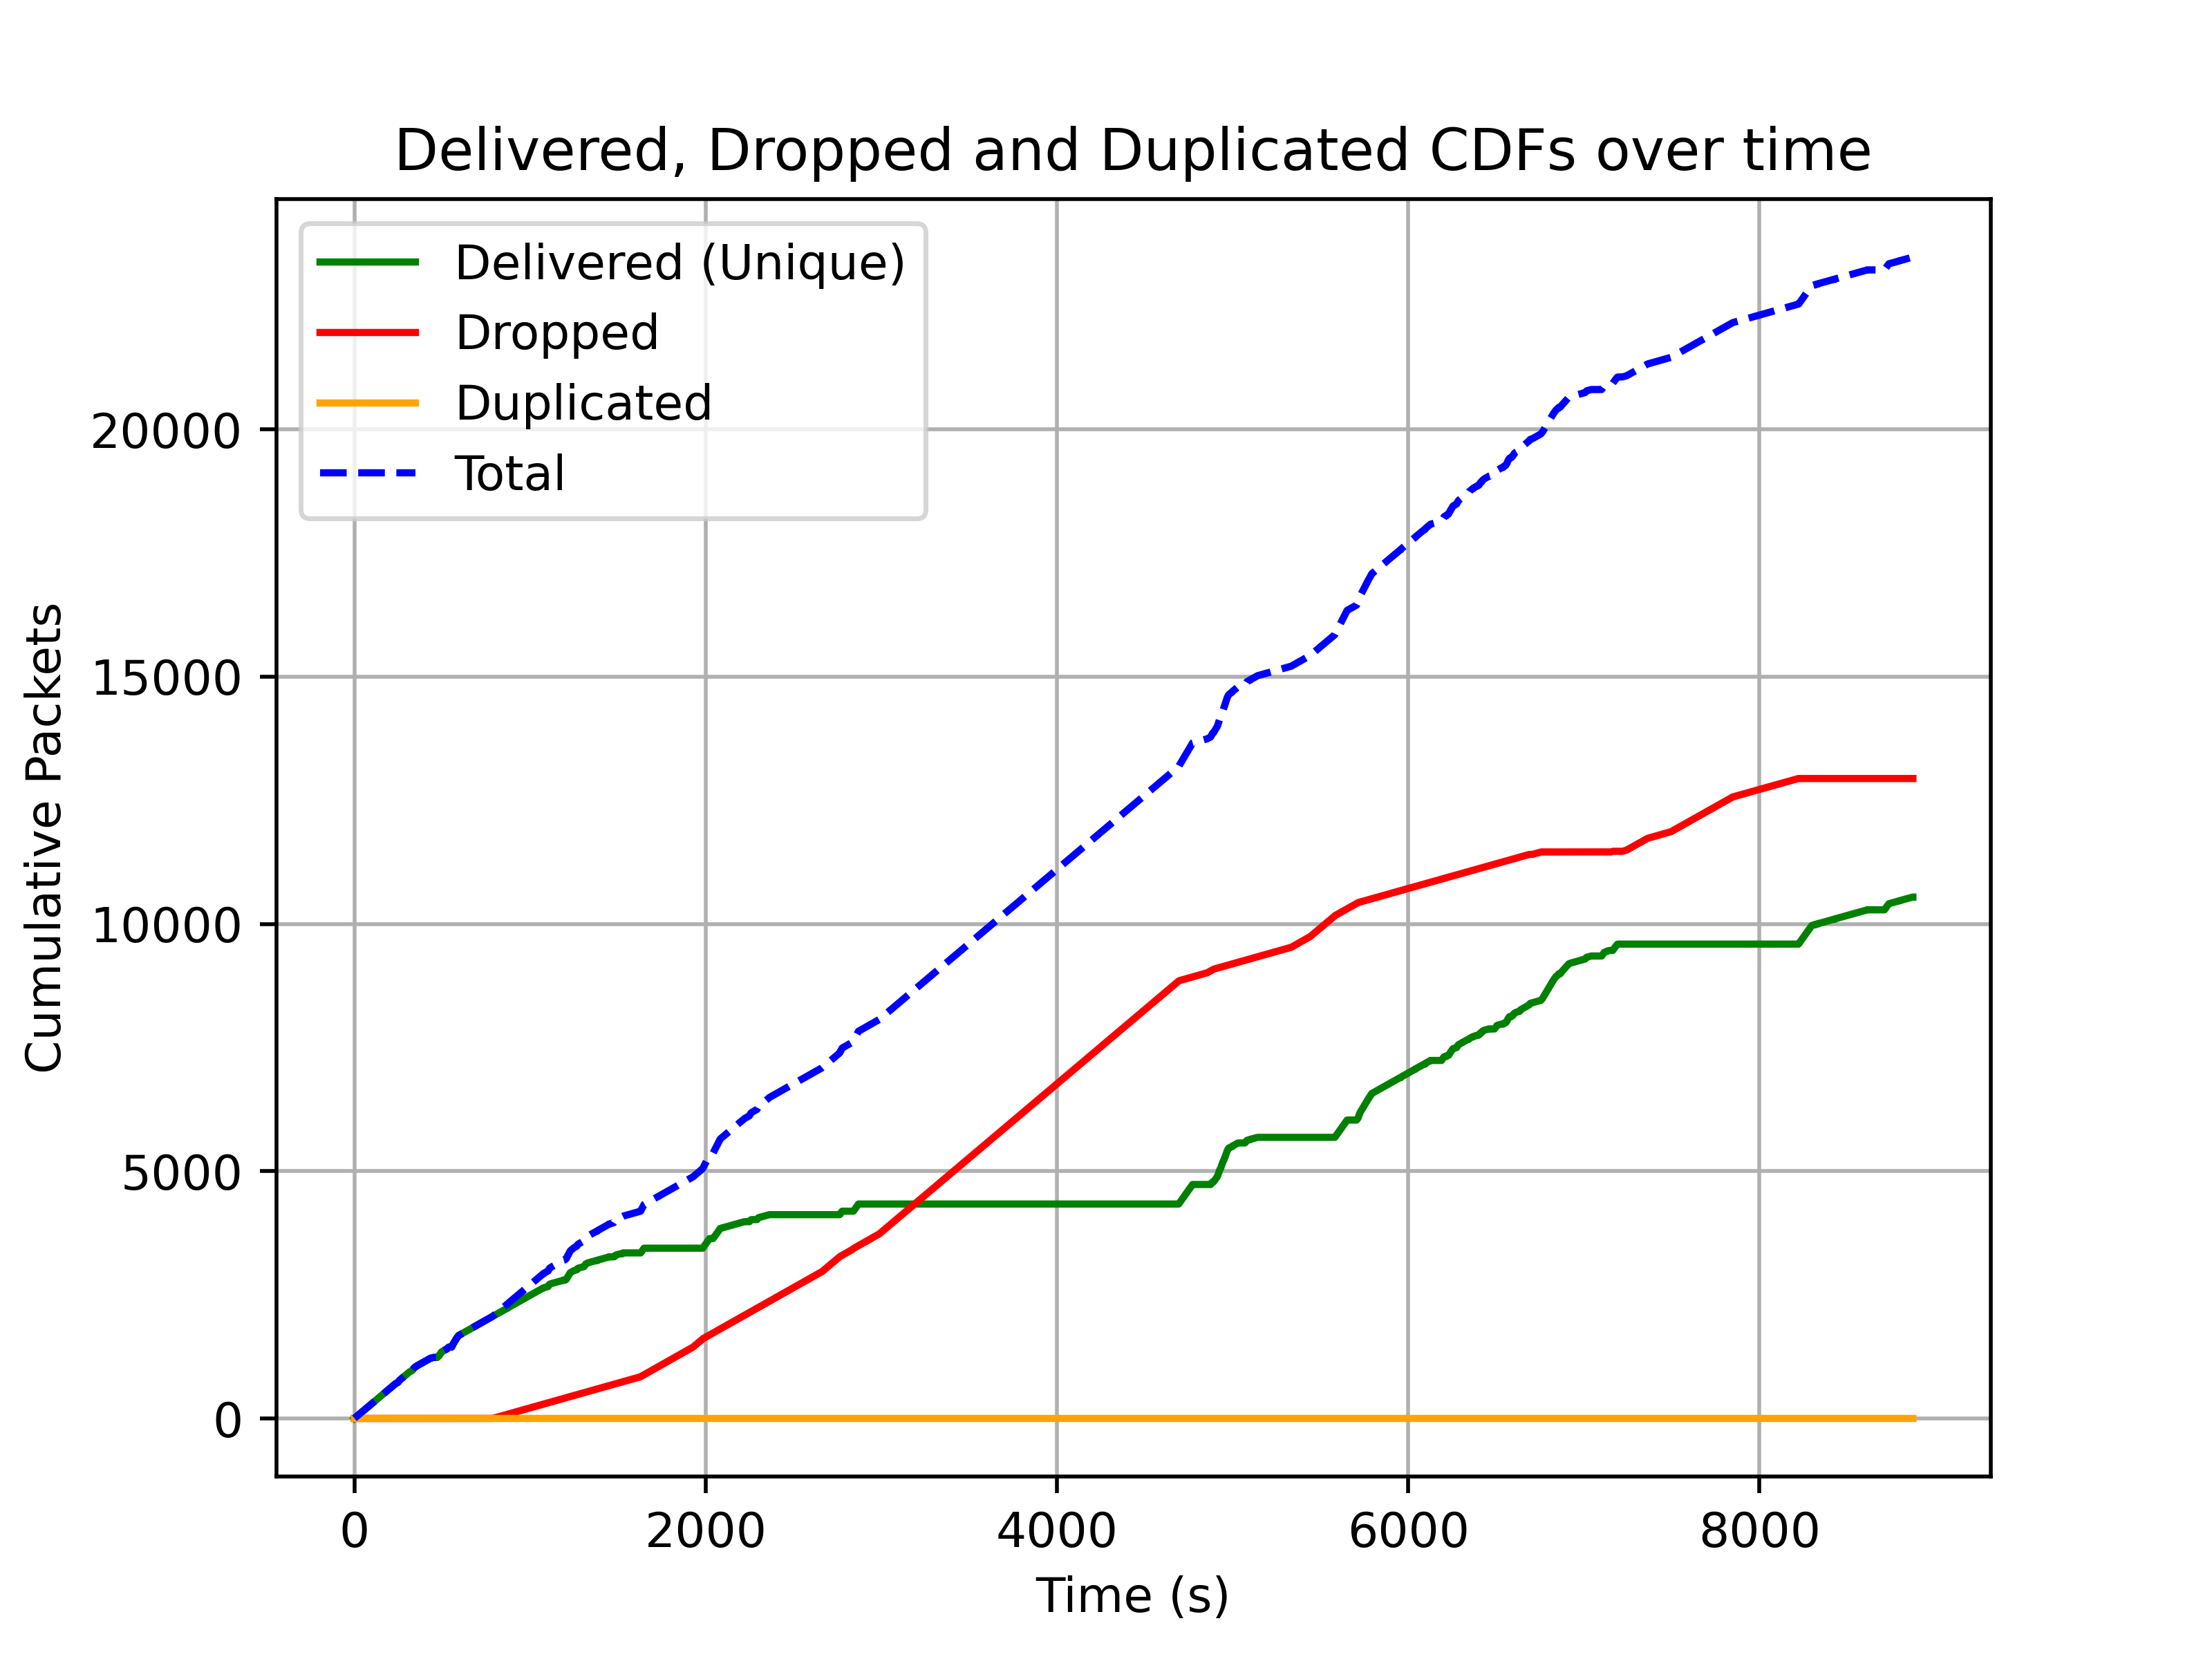 Delivered, Dropped and Duplicated CDFs over time
Delivered (Unique)
Dropped
Duplicated
Total
Cumulative Packets
20000
15000
10000
5000
0
0 2000 4000 6000 8000
Time (s)